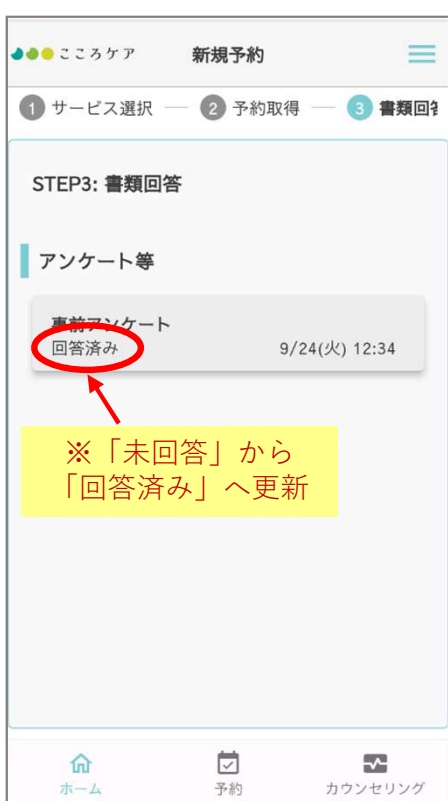 こころケア 新規予約
1 サービス選択 2 予約取得 3 書類回答
STEP3: 書類回答
アンケート等
事前アンケート
回答済み 9/24(火) 12:34
※「未回答」から
「回答済み」へ更新
ホーム 予約 カウンセリング